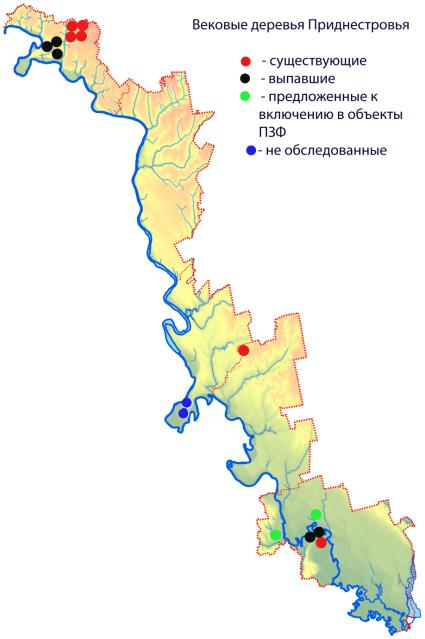 Вековые деревья Приднестровья
- существующие
- выпавшие
- предложенные к
включению в объекты
ПЗФ
- не обследованные